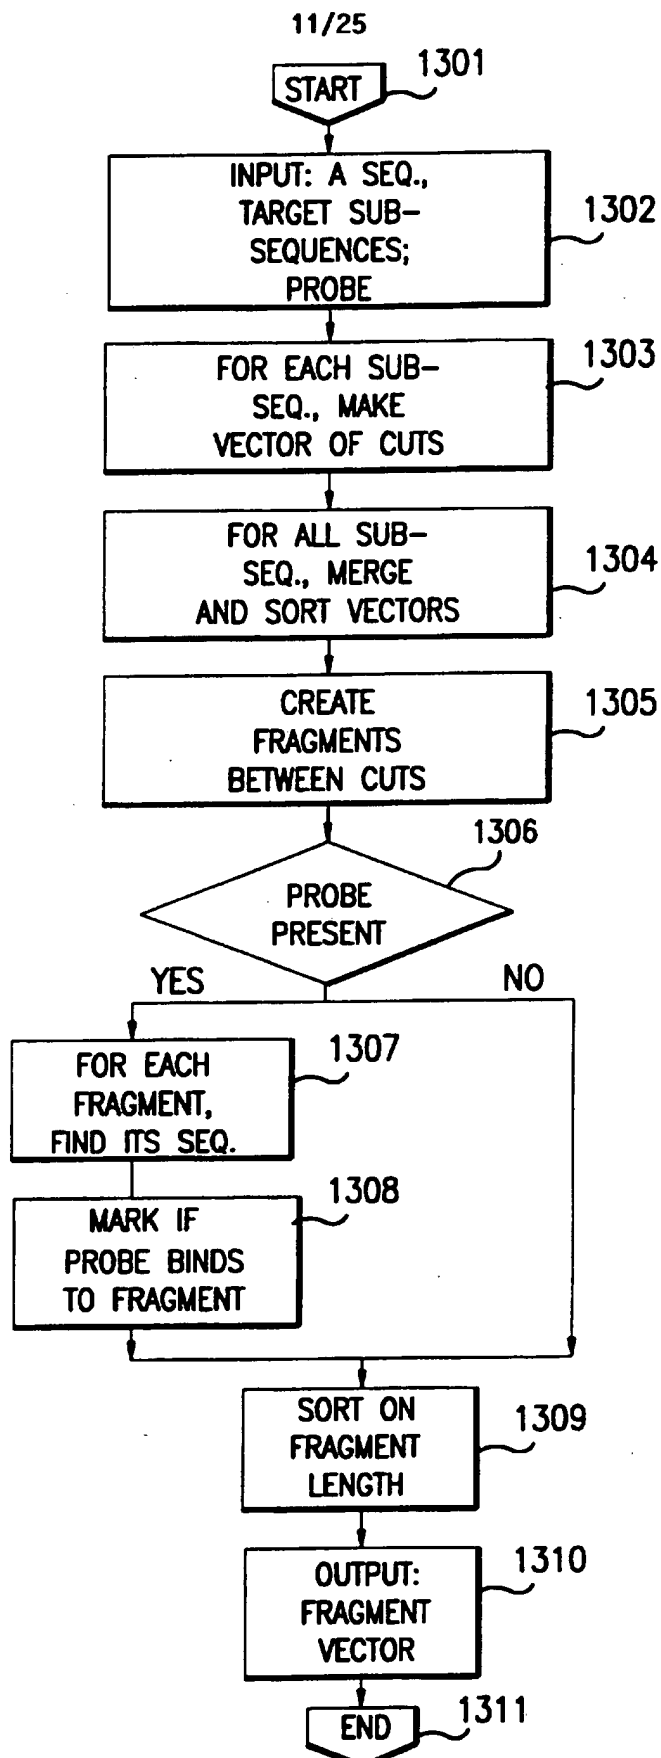 11/25
START
1301
INPUT: A SEQ.,
TARGET SUB-
SEQUENCES;
PROBE
1302
FOR EACH SUB-
SEQ., MAKE
VECTOR OF CUTS
1303
FOR ALL SUB-
SEQ., MERGE
AND SORT VECTORS
1304
CREATE
FRAGMENTS
BETWEEN CUTS
1305
1306
PROBE
PRESENT
YES
NO
FOR EACH
FRAGMENT,
FIND ITS SEQ.
1307
MARK IF
PROBE BINDS
TO FRAGMENT
1308
SORT ON
FRAGMENT
LENGTH
1309
OUTPUT:
FRAGMENT
VECTOR
1310
END
1311